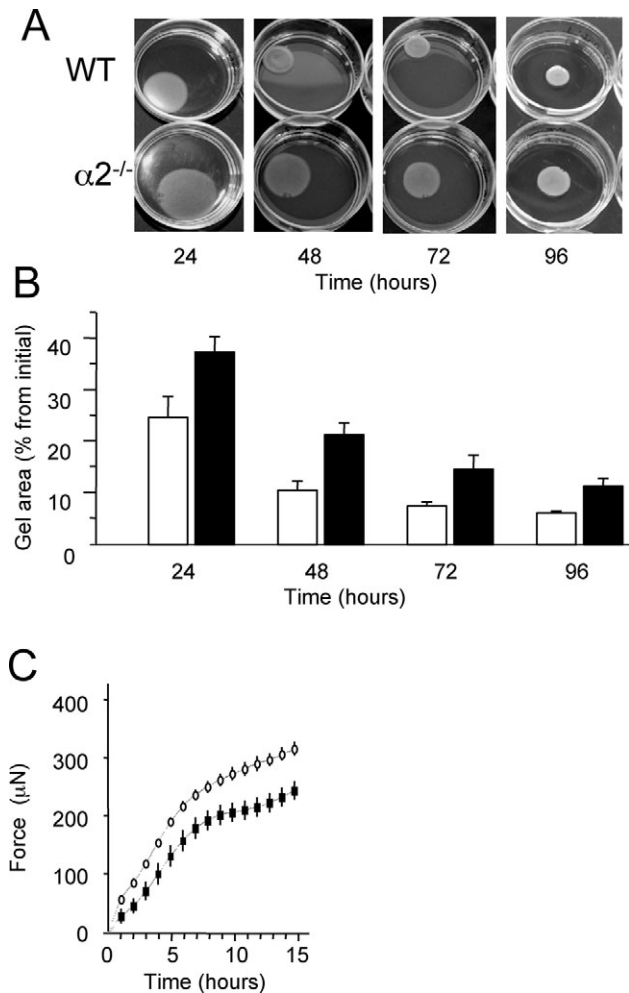 A
WT
α2-/-
24 48 72 96
Time (hours)
B
Gel area (% from initial)
40
30
20
10
0
24 48 72 96
Time (hours)
C
Force (μN)
400
300
200
100
0
0 5 10 15
Time (hours)